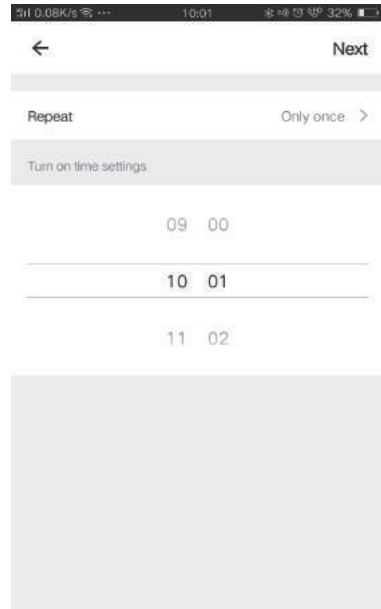 0.08K/s ··· 10:01 32%
Next
Repeat Only once >
Turn on time settings
09 00
10 01
11 02